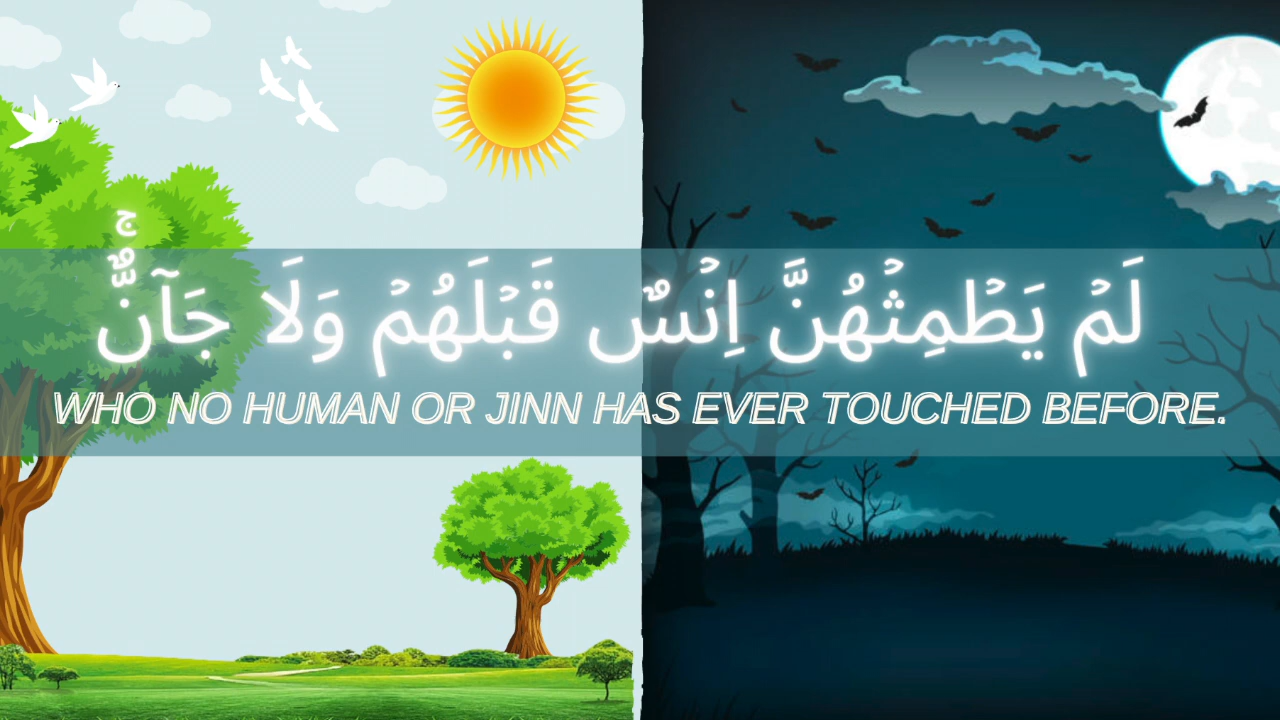 لَمْ يَطْمِثْهُنَّ اِنْسٌ قَبْلَهُمْ وَلَا جَآنٌّۚ
WHO NO HUMAN OR JINN HAS EVER TOUCHED BEFORE.